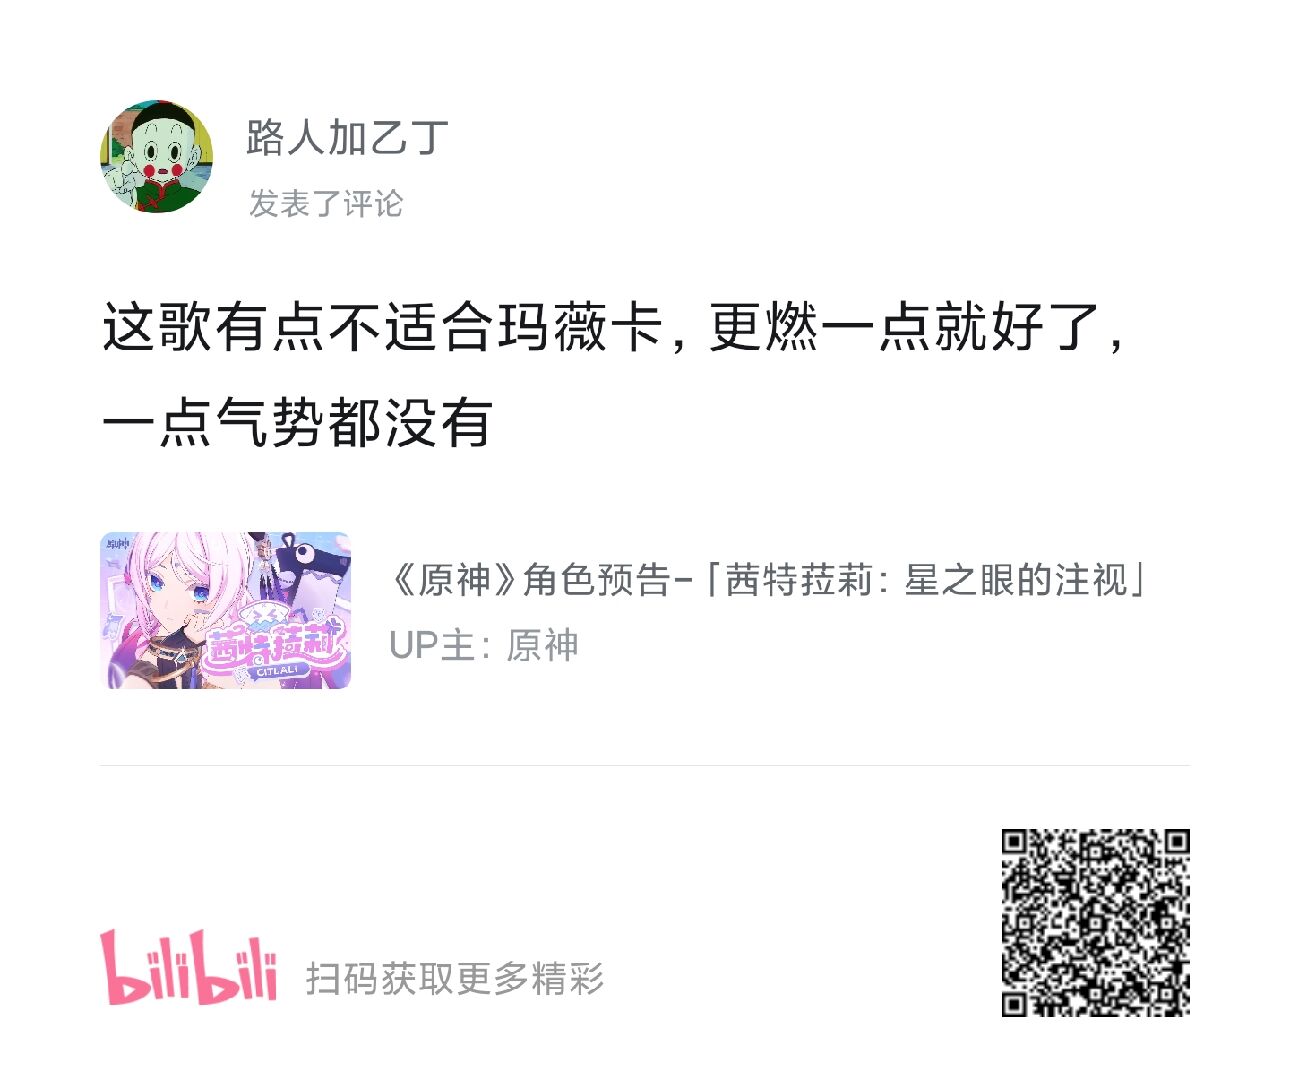 路人加乙丁
发表了评论
这歌有点不适合玛薇卡，更燃一点就好了，
一点气势都没有
原神
茜特菈莉
CITLALI
《原神》角色预告-「茜特菈莉：星之眼的注视」
UP主：原神
bilibili 扫码获取更多精彩